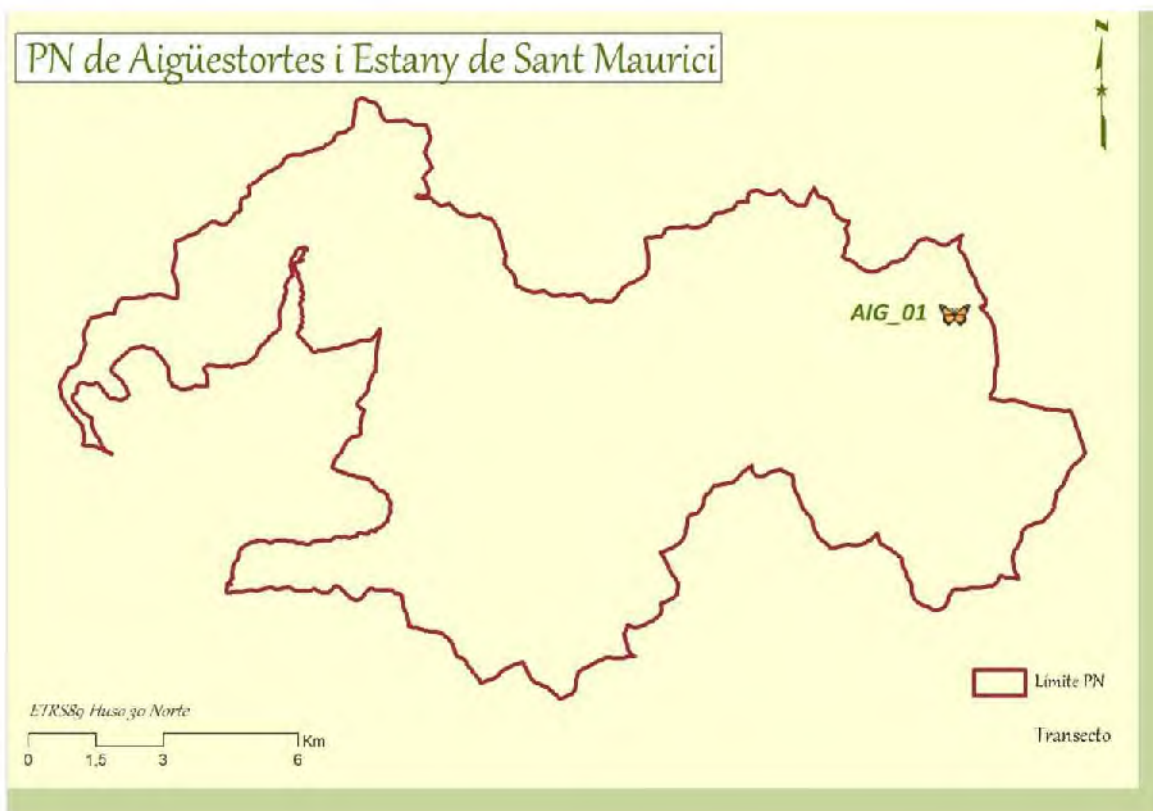 PN de Aigüestortes i Estany de Sant Maurici
N
AIG_01
Límite PN
Transecto
ETRS89 Huso 30 Norte
0 1,5 3 6 Km